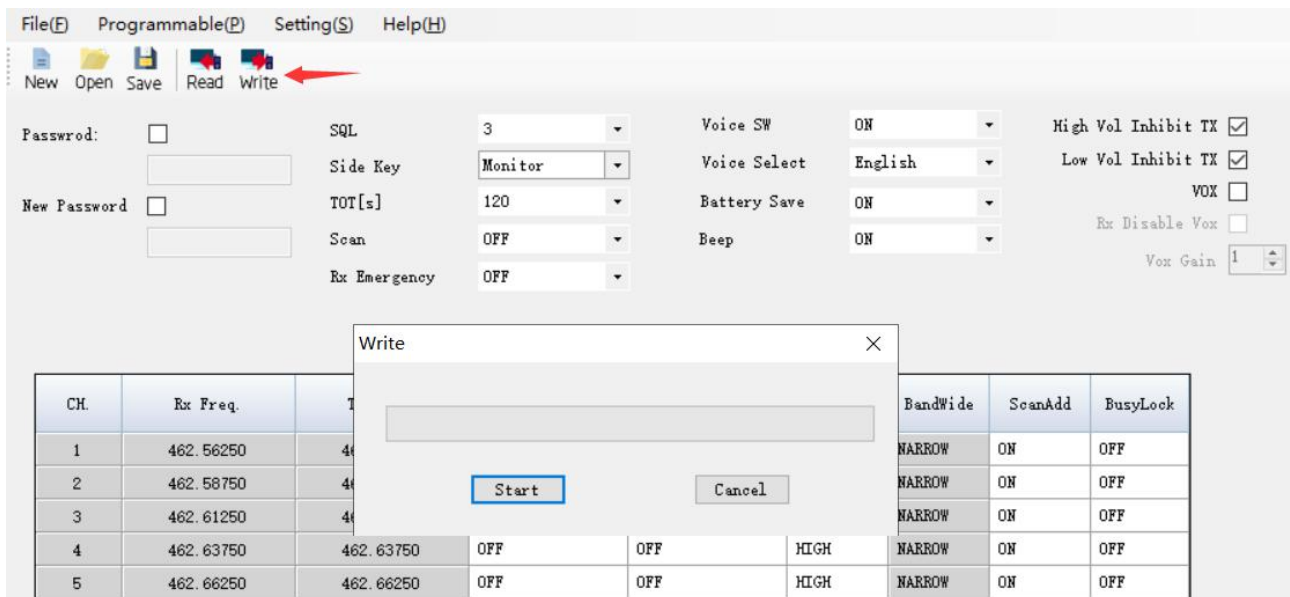 File(F) Programmable(P) Setting(S) Help(H)
New Open Save Read Write
Passwrod:
New Password
SQL 3
Side Key Monitor
TOT[s] 120
Scan OFF
Rx Emergency OFF
Voice SW ON
Voice Select English
Battery Save ON
Beep ON
High Vol Inhibit TX
Low Vol Inhibit TX
VOX
Rx Disable Vox
Vox Gain 1
Write
Start Cancel
CH. Rx Freq. T BandWide ScanAdd BusyLock
1 462.56250 46 NARROW ON OFF
2 462.58750 46 NARROW ON OFF
3 462.61250 46 NARROW ON OFF
4 462.63750 462.63750 OFF OFF HIGH NARROW ON OFF
5 462.66250 462.66250 OFF OFF HIGH NARROW ON OFF